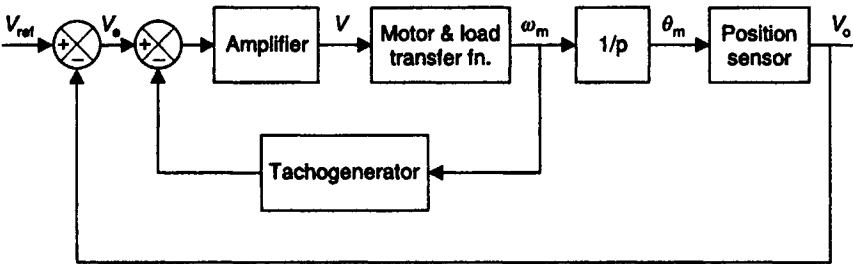 V_ref
+
−
V_e
+
−
Amplifier
V
Motor & load
transfer fn.
ω_m
1/p
θ_m
Position
sensor
V_o
Tachogenerator